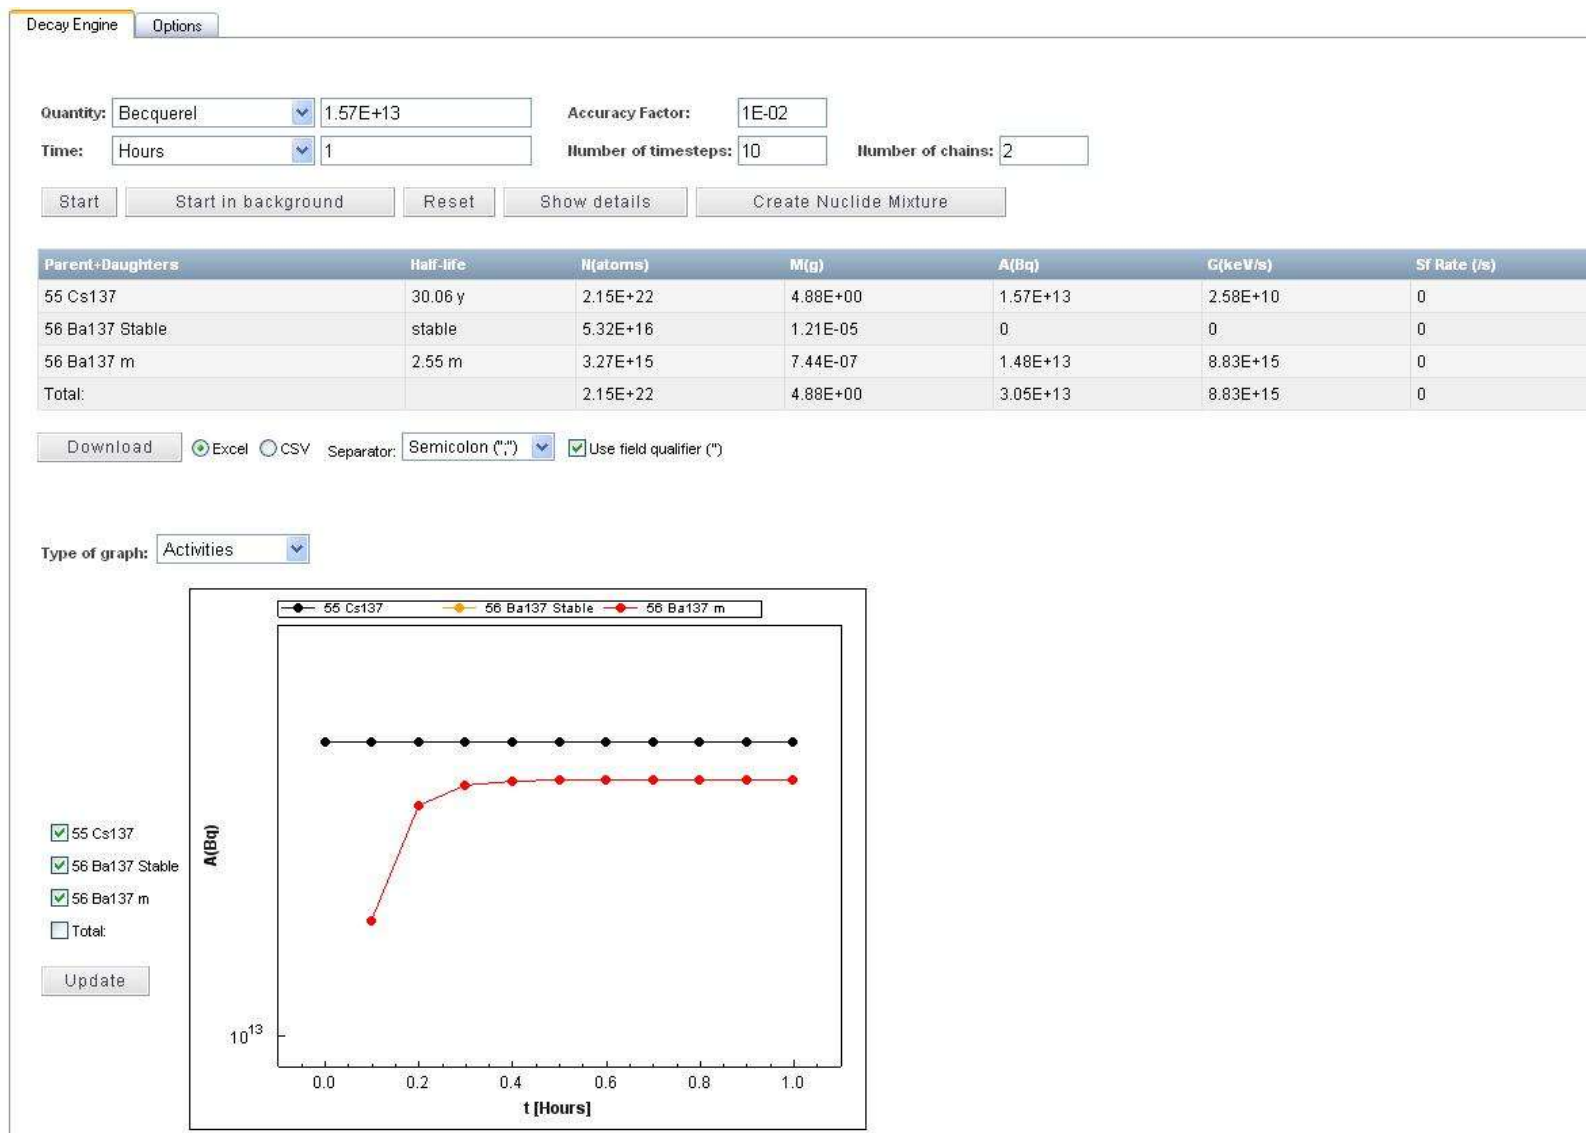 Decay Engine Options
Quantity: Becquerel 1.57E+13 Accuracy Factor: 1E-02
Time: Hours 1 Number of timesteps: 10 Number of chains: 2
Start Start in background Reset Show details Create Nuclide Mixture
Parent+Daughters Half-life N(atoms) M(g) A(Bq) G(keV/s) Sf Rate (/s)
55 Cs137 30.06 y 2.15E+22 4.88E+00 1.57E+13 2.58E+10 0
56 Ba137 Stable stable 5.32E+16 1.21E-05 0 0 0
56 Ba137 m 2.55 m 3.27E+15 7.44E-07 1.48E+13 8.83E+15 0
Total: 2.15E+22 4.88E+00 3.05E+13 8.83E+15 0
Download Excel CSV Separator: Semicolon (";") Use field qualifier (")
Type of graph: Activities
55 Cs137 56 Ba137 Stable 56 Ba137 m
A(Bq)
55 Cs137
56 Ba137 Stable
56 Ba137 m
Total:
Update
10^13
0.0 0.2 0.4 0.6 0.8 1.0
t [Hours]